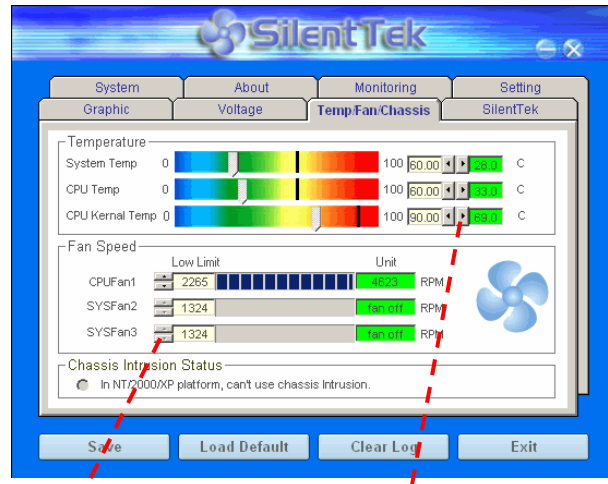 SilentTek
System About Monitoring Setting
Graphic Voltage Temp/Fan/Chassis SilentTek
Temperature
System Temp 0 100 60.00 28.0 C
CPU Temp 0 100 60.00 33.0 C
CPU Kernal Temp 0 100 90.00 69.0 C
Fan Speed
Low Limit Unit
CPUFan1 2265 4623 RPM
SYSFan2 1324 fan off RPM
SYSFan3 1324 fan off RPM
Chassis Intrusion Status
In NT/2000/XP platform, can't use chassis Intrusion.
Save Load Default Clear Log Exit